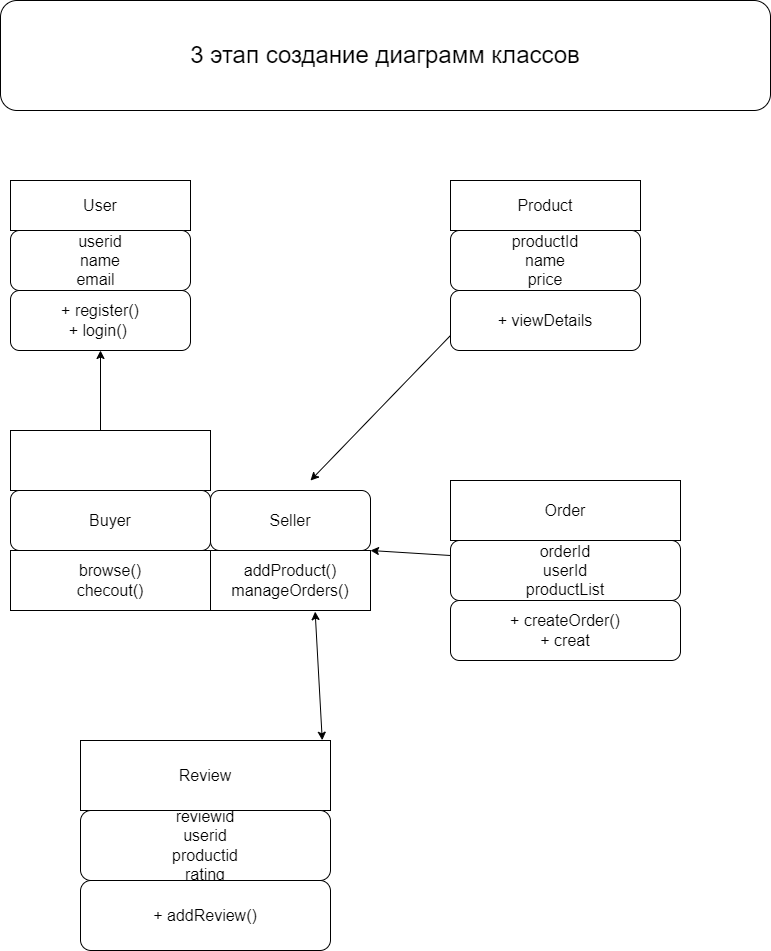 3 этап создание диаграмм классов
User
userid
name
email
+ register()
+ login()
Product
productId
name
price
+ viewDetails
Buyer
browse()
checout()
Seller
addProduct()
manageOrders()
Order
orderId
userId
productList
+ createOrder()
+ creat
Review
reviewid
userid
productid
rating
+ addReview()